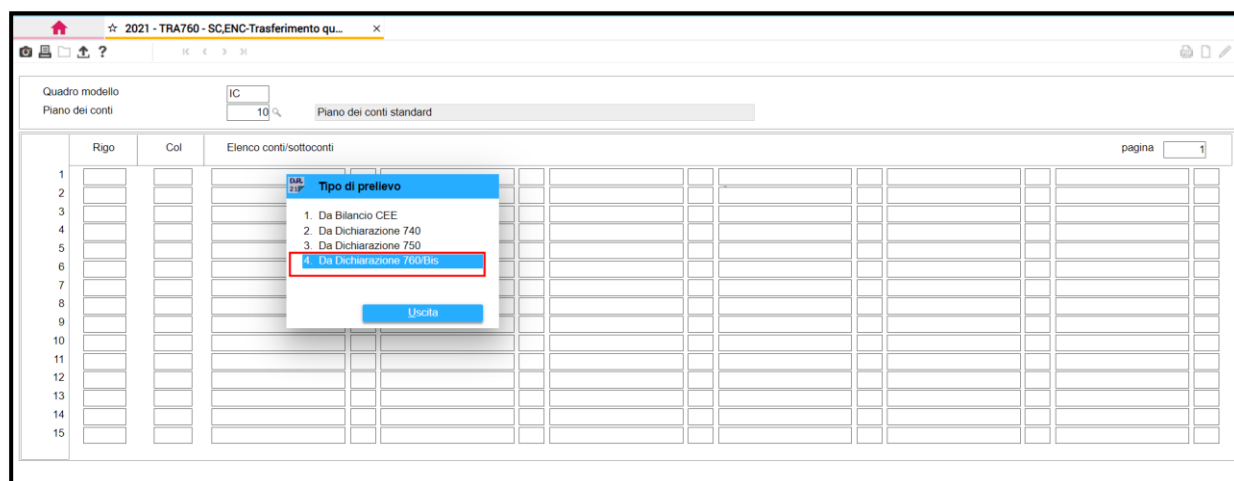 ☆ 2021 - TRA760 - SC,ENC-Trasferimento qu... ×
?
Quadro modello IC
Piano dei conti 10 Piano dei conti standard
Rigo Col Elenco conti/sottoconti pagina 1
1
2
3
4
5
6
7
8
9
10
11
12
13
14
15
Tipo di prelievo
1. Da Bilancio CEE
2. Da Dichiarazione 740
3. Da Dichiarazione 750
4. Da Dichiarazione 760/Bis
Uscita